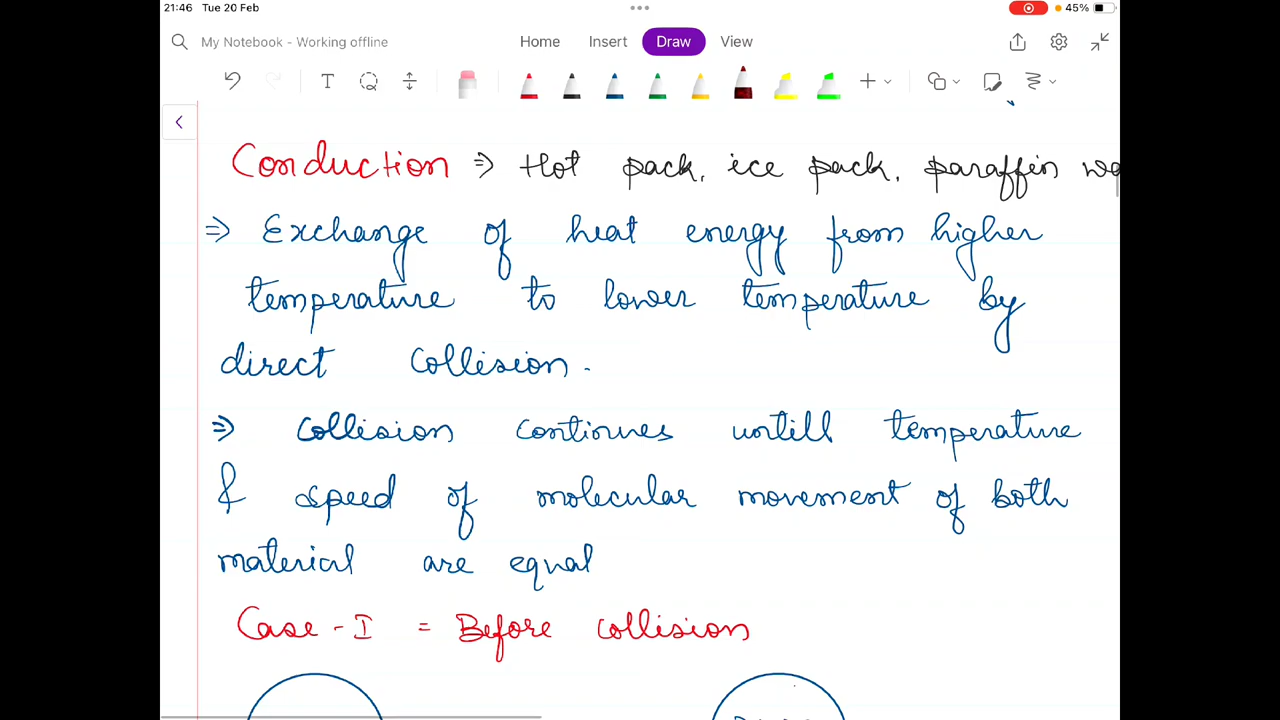 21:46 Tue 20 Feb
45%
My Notebook - Working offline
Home Insert Draw View
T
Conduction ⇒ Hot pack, ice pack, paraffin
⇒ Exchange of heat energy from higher
temperature to lower temperature by
direct collision.
⇒ collision continues untill temperature
& speed of molecular movement of both
material are equal
Case - I = Before collision